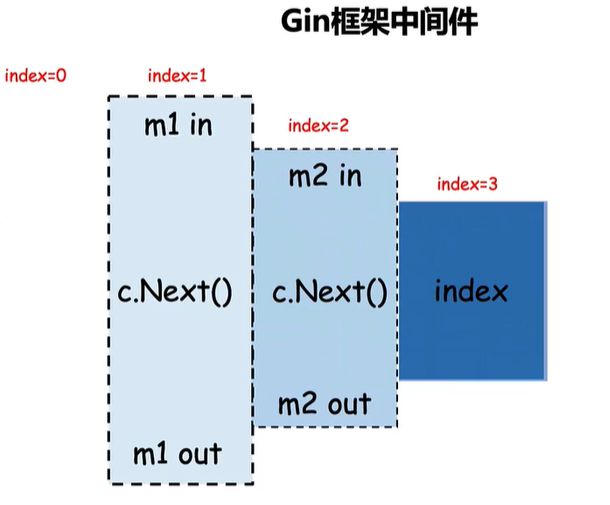 Gin框架中间件
index=0
index=1
m1 in
index=2
m2 in
index=3
c.Next()
c.Next()
index
m2 out
m1 out